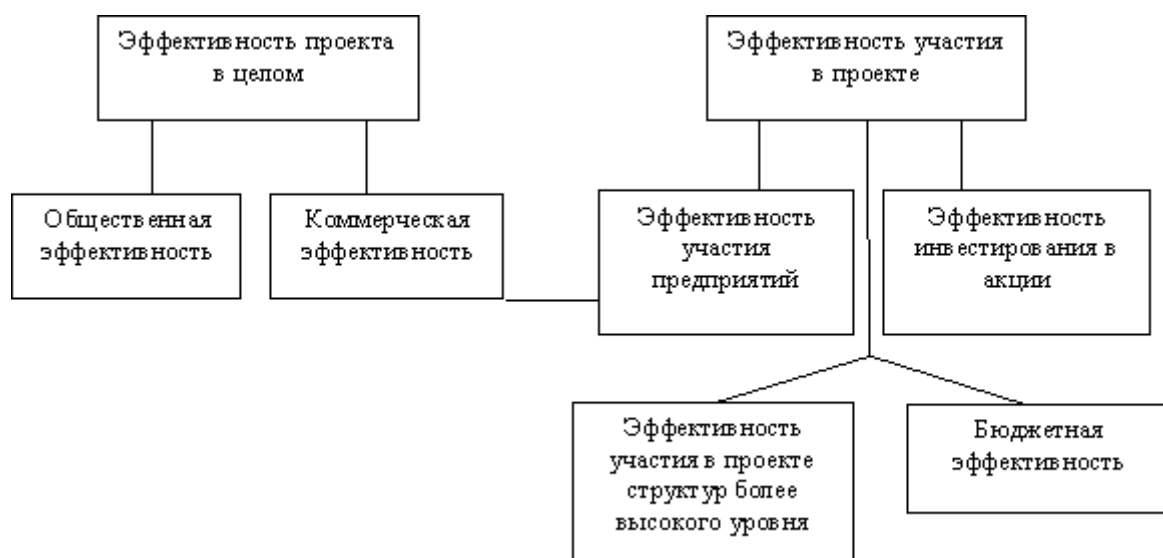 Эффективность проекта
в целом
Эффективность участия
в проекте
Общественная
эффективность
Коммерческая
эффективность
Эффективность
участия
предприятий
Эффективность
инвестирования в
акции
Эффективность
участия в проекте
структур более
высокого уровня
Бюджетная
эффективность